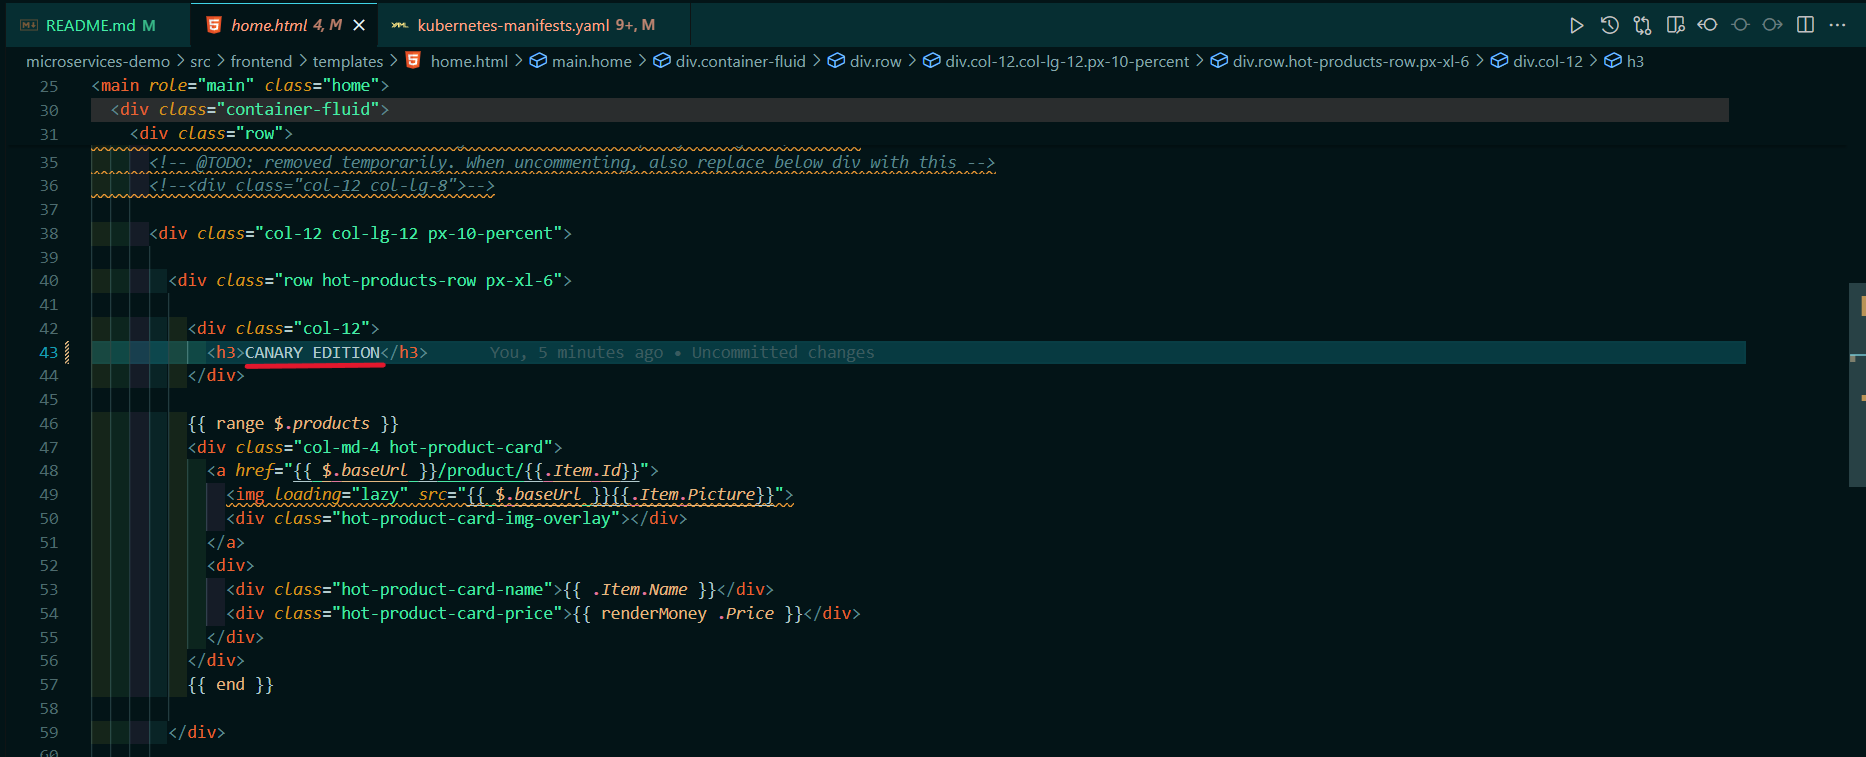 README.md M home.html 4, M kubernetes-manifests.yaml 9+, M
microservices-demo > src > frontend > templates > home.html > main.home > div.container-fluid > div.row > div.col-12.col-lg-12.px-10-percent > div.row.hot-products-row.px-xl-6 > div.col-12 > h3
25 <main role="main" class="home">
30 <div class="container-fluid">
31 <div class="row">
35 <!-- @TODO: removed temporarily. When uncommenting, also replace below div with this -->
36 <!--<div class="col-12 col-lg-8">-->
37
38 <div class="col-12 col-lg-12 px-10-percent">
39
40 <div class="row hot-products-row px-xl-6">
41
42 <div class="col-12">
43 <h3>CANARY EDITION</h3> You, 5 minutes ago • Uncommitted changes
44 </div>
45
46 {{ range $.products }}
47 <div class="col-md-4 hot-product-card">
48 <a href="{{ $.baseUrl }}/product/{{.Item.Id}}">
49 <img loading="lazy" src="{{ $.baseUrl }}{{.Item.Picture}}">
50 <div class="hot-product-card-img-overlay"></div>
51 </a>
52 <div>
53 <div class="hot-product-card-name">{{ .Item.Name }}</div>
54 <div class="hot-product-card-price">{{ renderMoney .Price }}</div>
55 </div>
56 </div>
57 {{ end }}
58
59 </div>
60